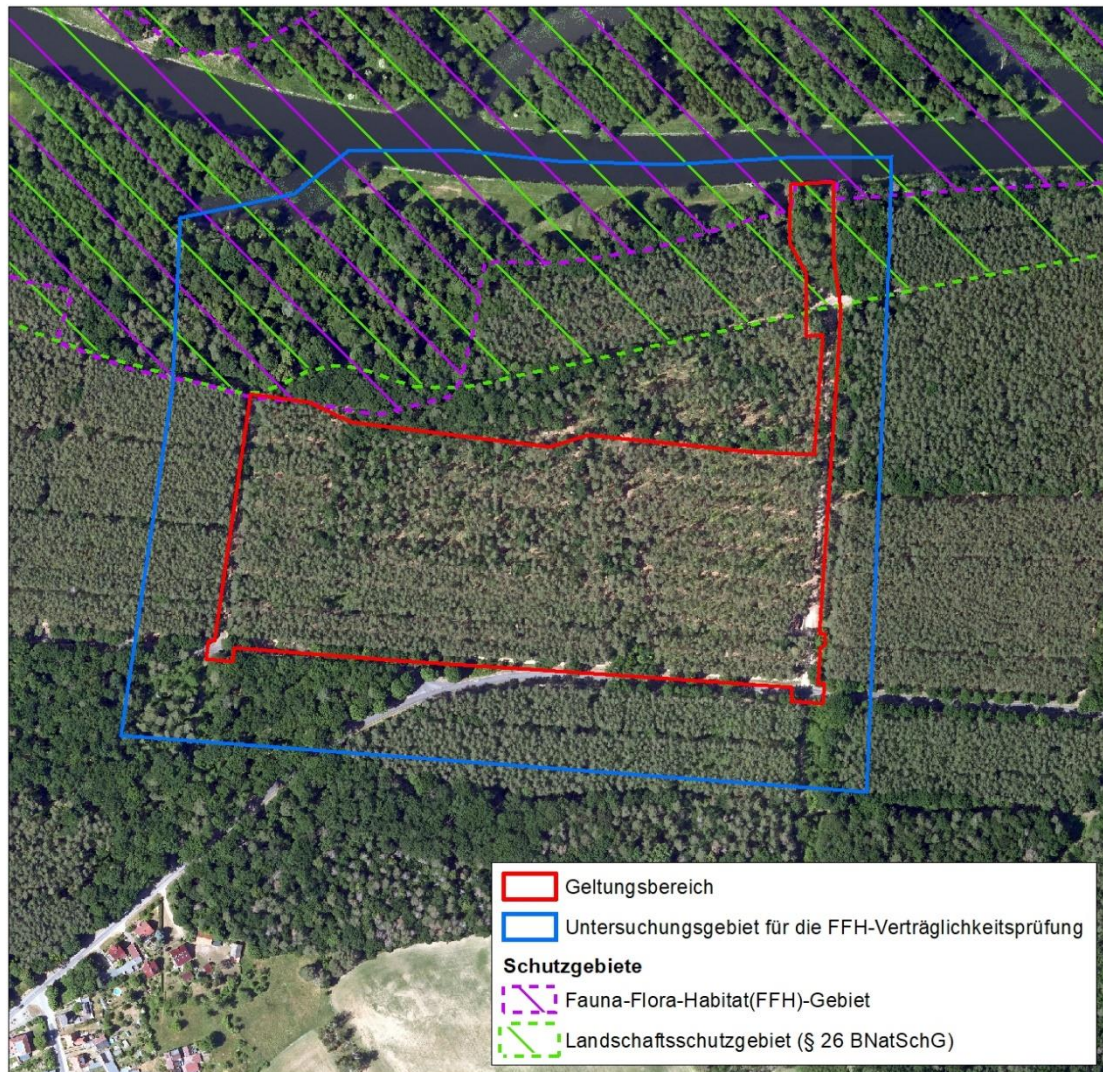 Geltungsbereich
Untersuchungsgebiet für die FFH-Verträglichkeitsprüfung
Schutzgebiete
Fauna-Flora-Habitat(FFH)-Gebiet
Landschaftsschutzgebiet (§ 26 BNatSchG)